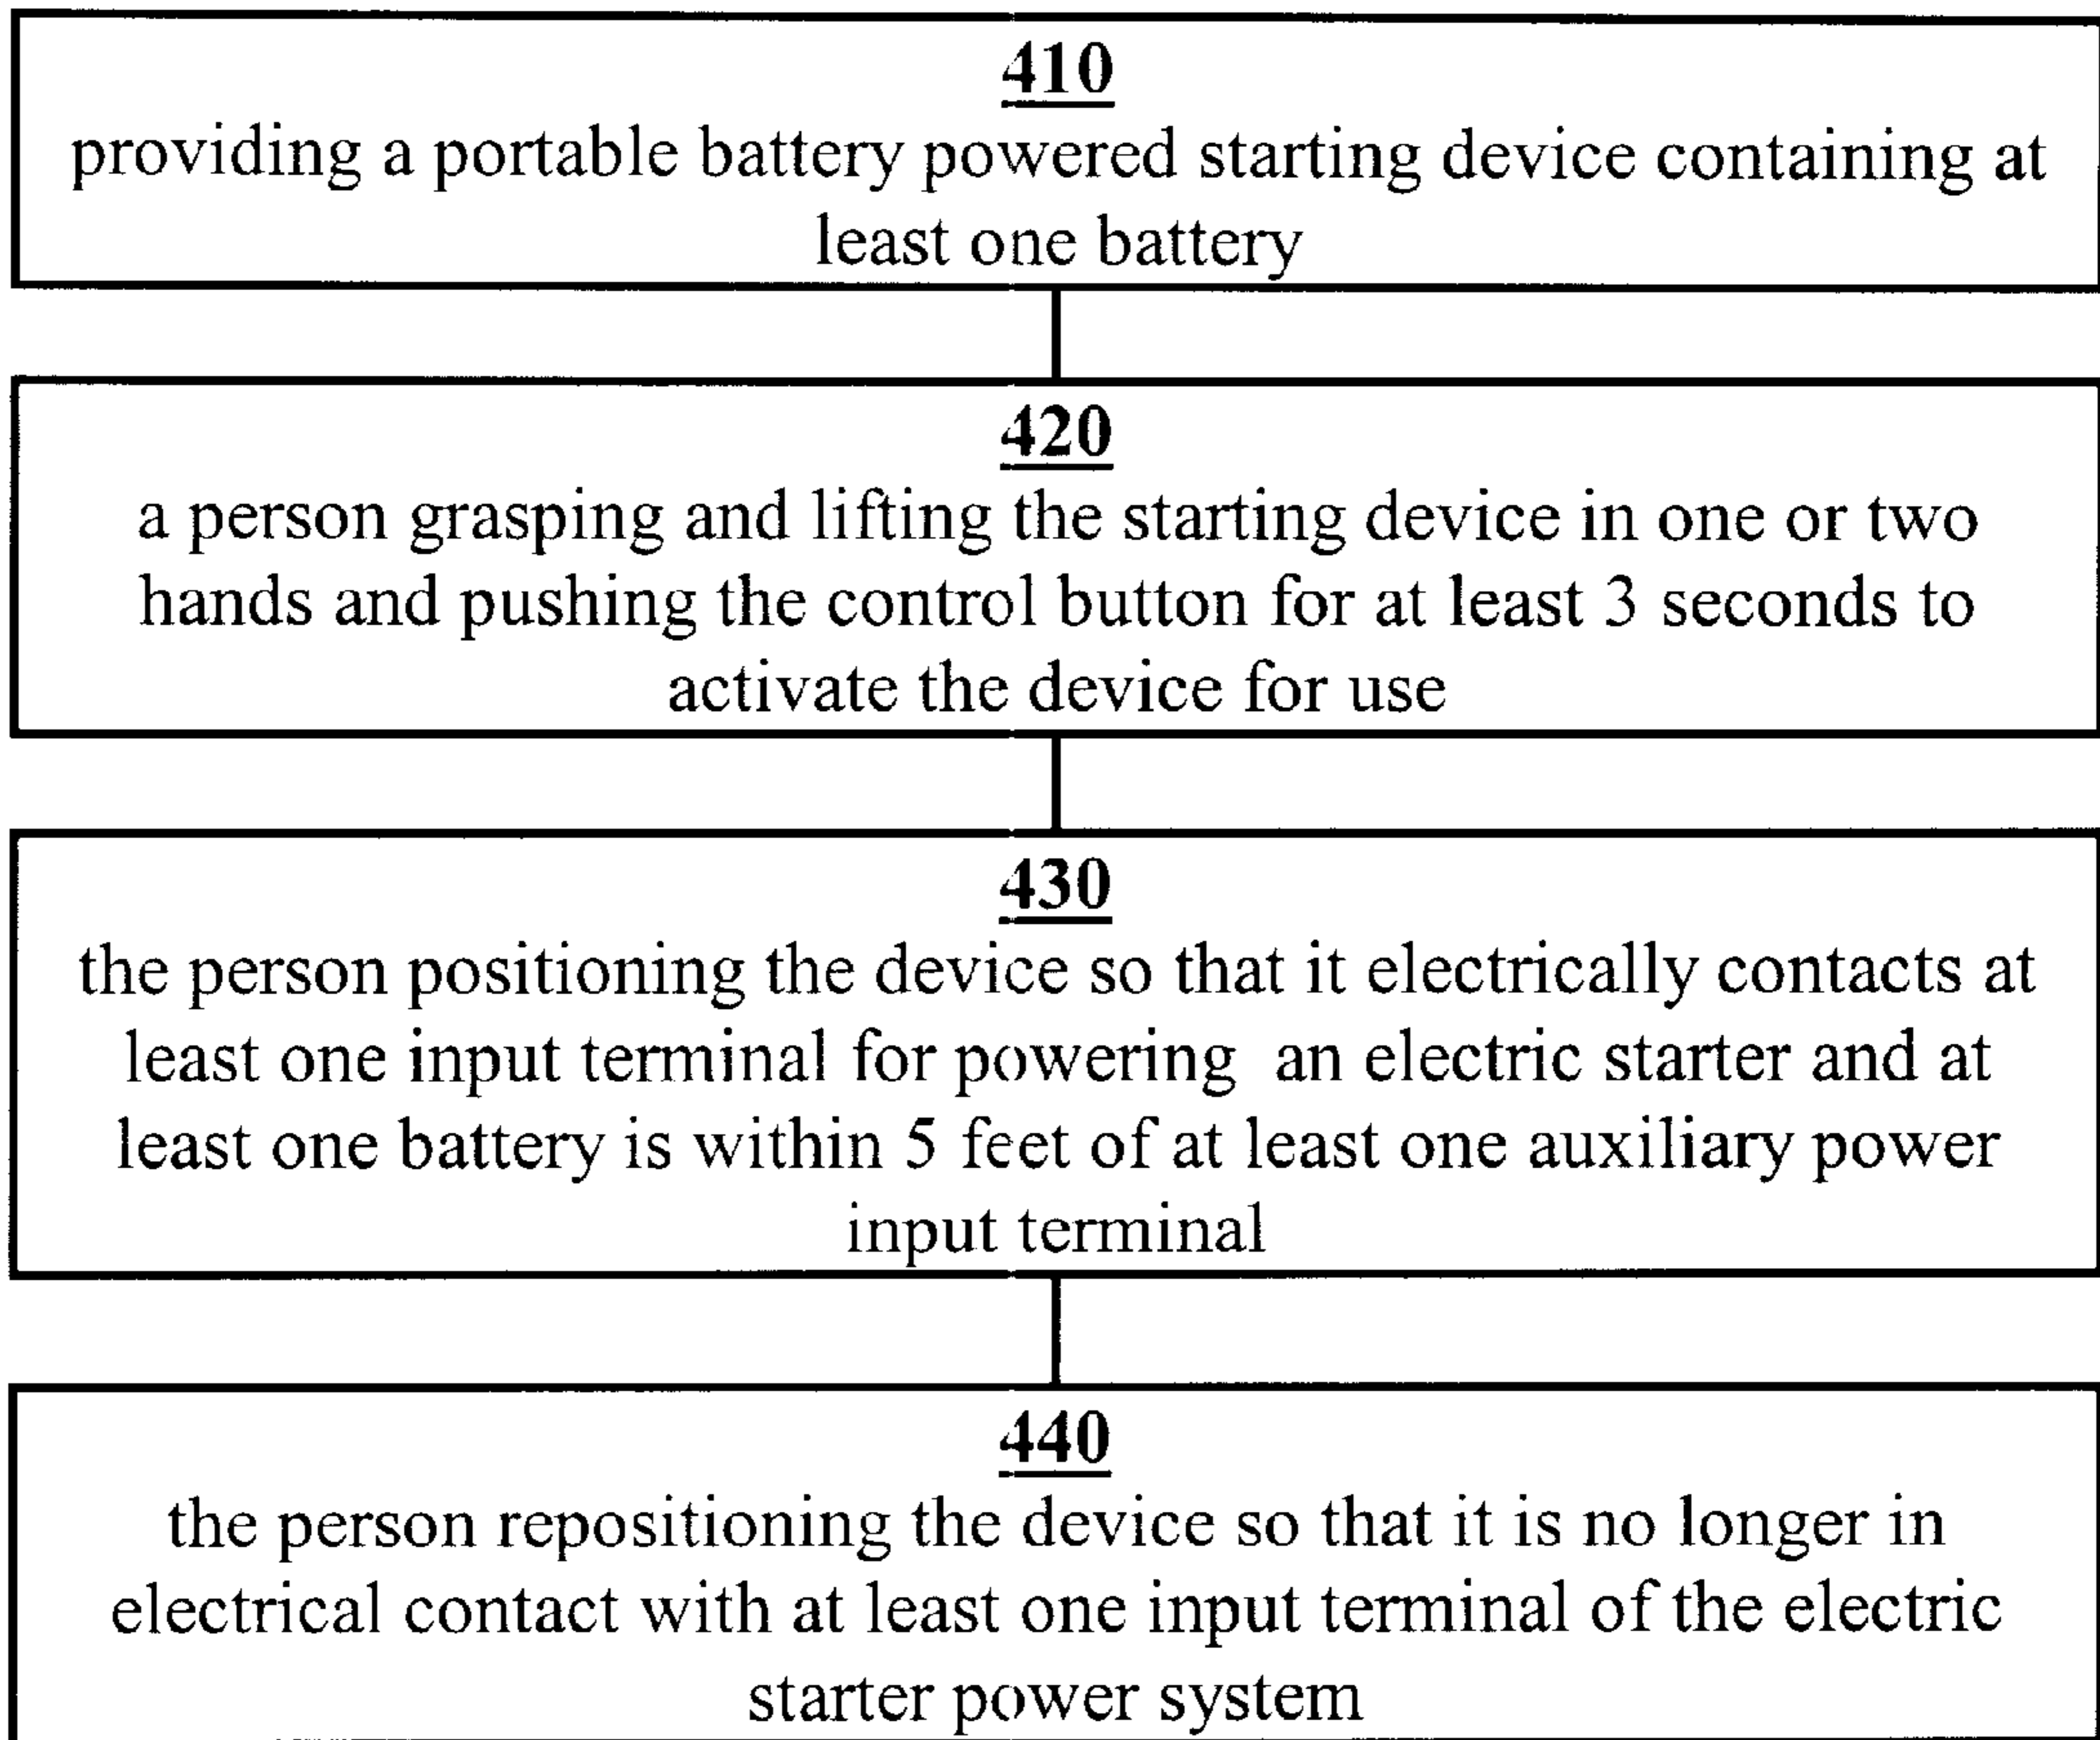 410
providing a portable battery powered starting device containing at
least one battery
420
a person grasping and lifting the starting device in one or two
hands and pushing the control button for at least 3 seconds to
activate the device for use
430
the person positioning the device so that it electrically contacts at
least one input terminal for powering an electric starter and at
least one battery is within 5 feet of at least one auxiliary power
input terminal
440
the person repositioning the device so that it is no longer in
electrical contact with at least one input terminal of the electric
starter power system